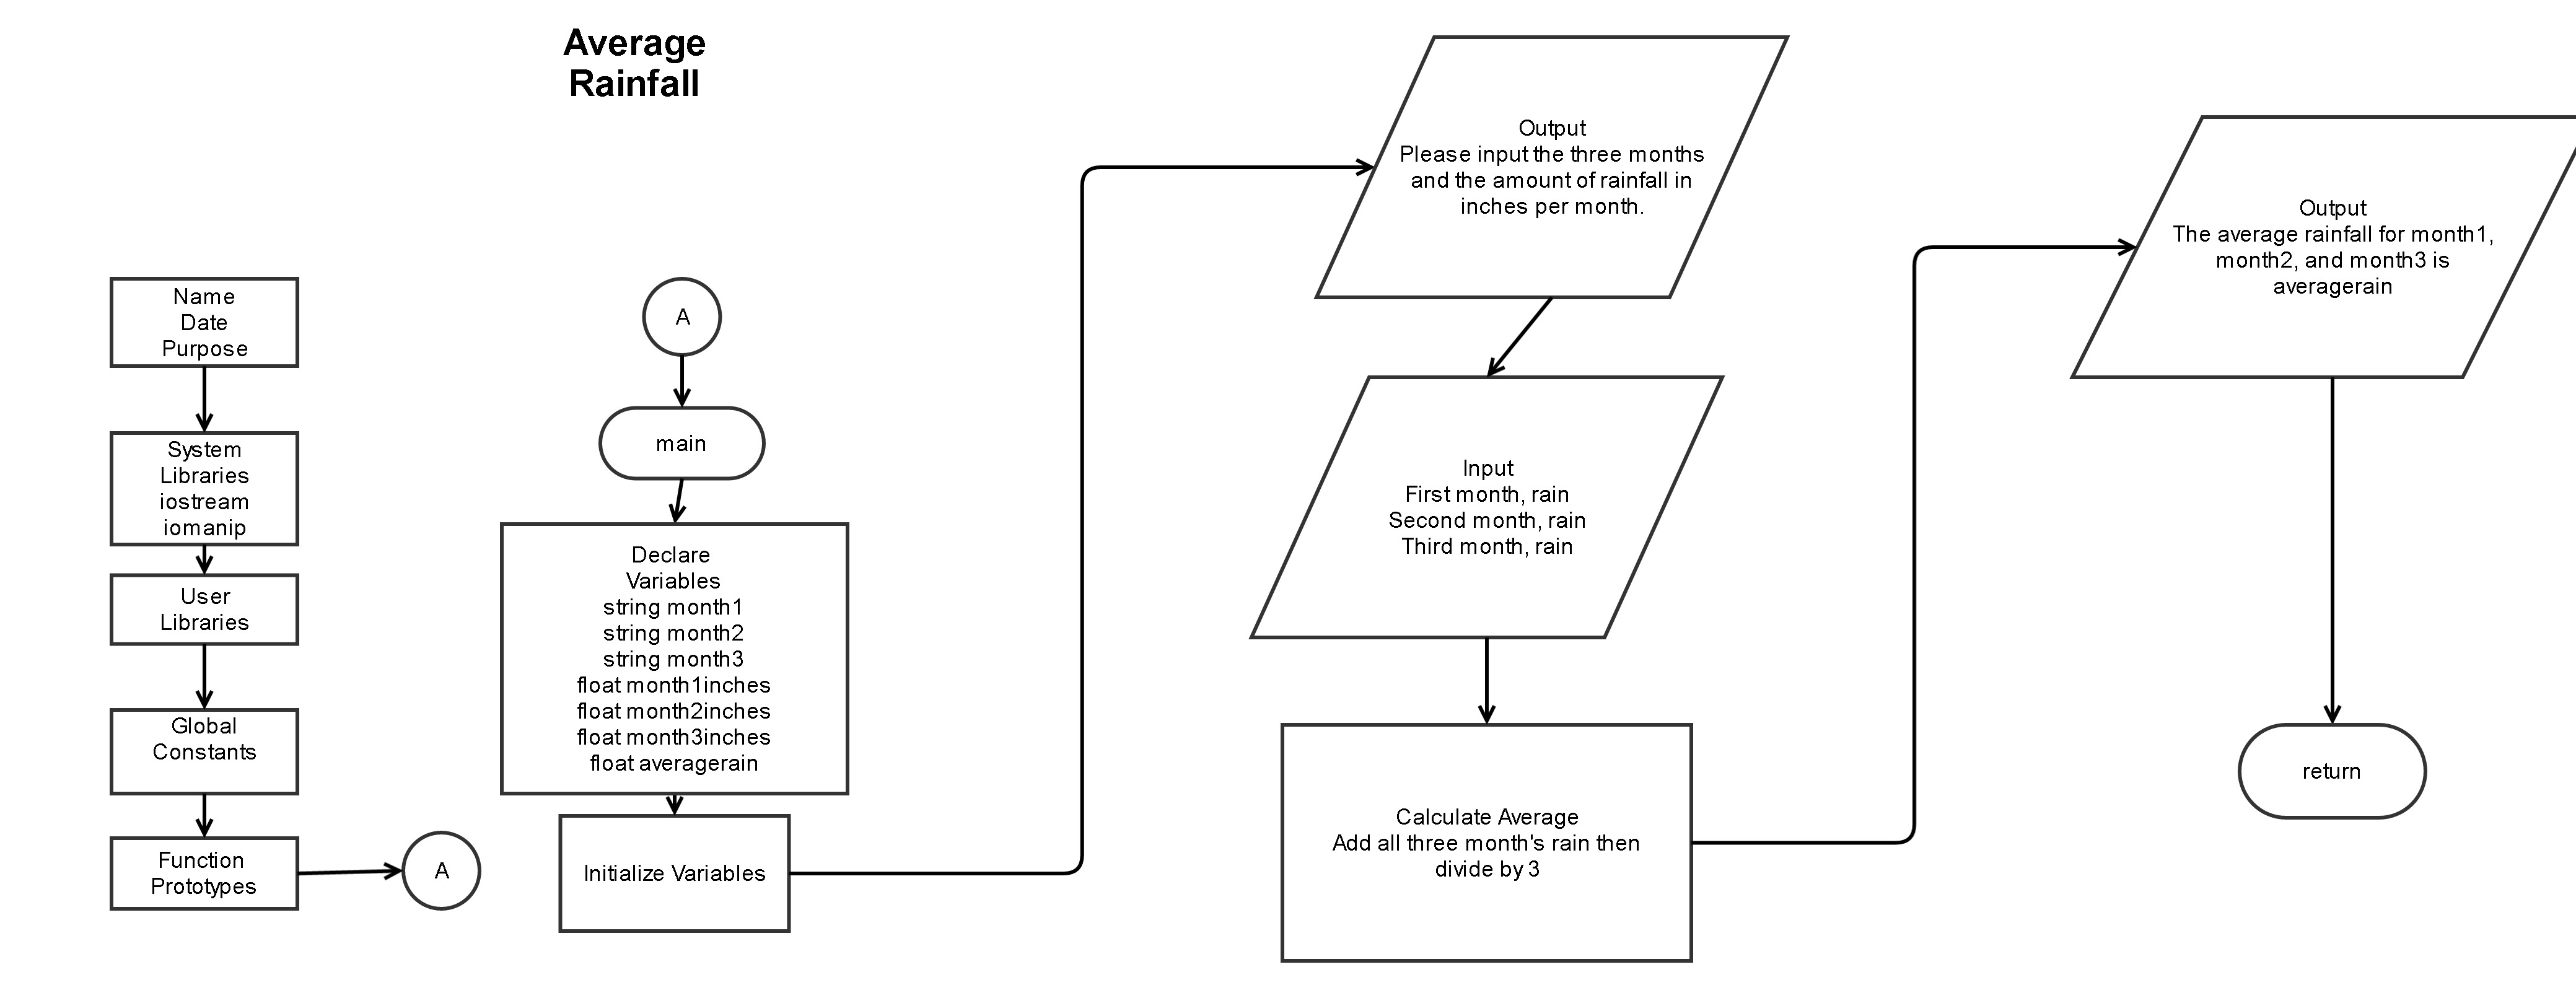 Average
Rainfall
Name
Date
Purpose
System
Libraries
iostream
iomanip
User
Libraries
Global
Constants
Function
Prototypes
A
A
main
Declare
Variables
string month1
string month2
string month3
float month1inches
float month2inches
float month3inches
float averagerain
Initialize Variables
Output
Please input the three months
and the amount of rainfall in
inches per month.
Input
First month, rain
Second month, rain
Third month, rain
Calculate Average
Add all three month's rain then
divide by 3
Output
The average rainfall for month1,
month2, and month3 is
averagerain
return